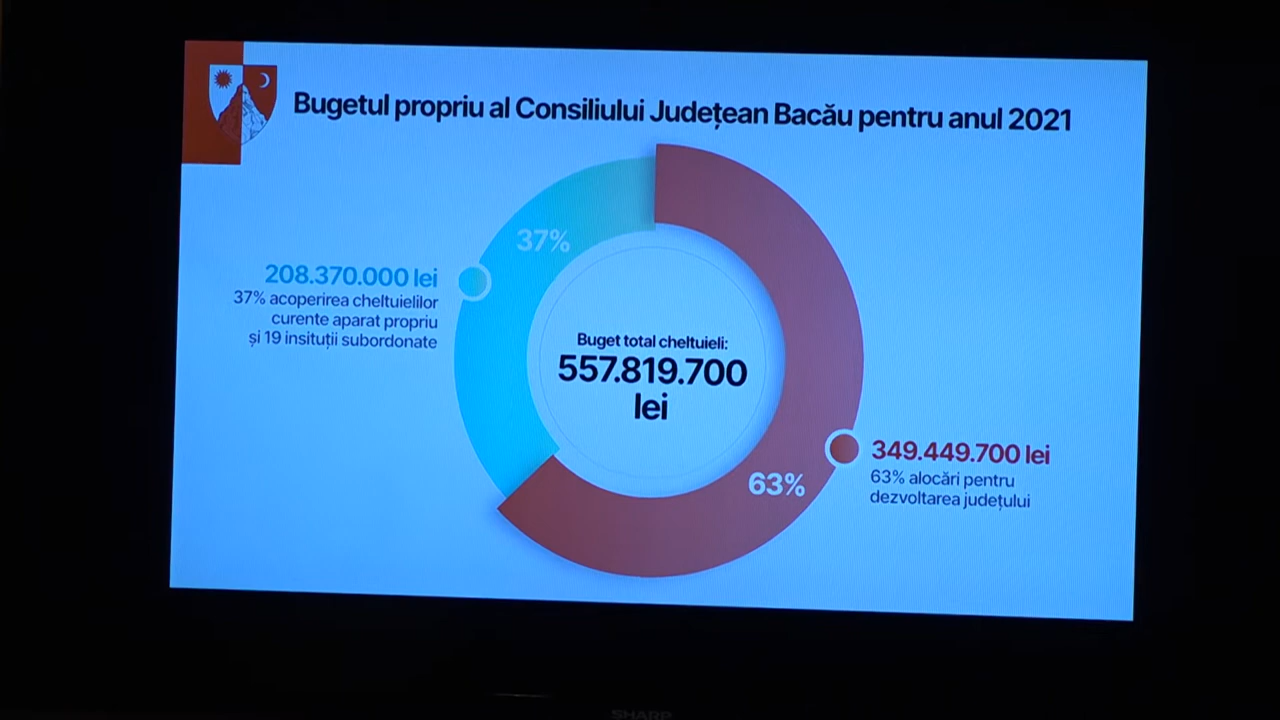 Bugetul propriu al Consiliului Județean Bacău pentru anul 2021
37%
208.370.000 lei
37% acoperirea cheltuielilor
curente aparat propriu
și 19 insituții subordonate
Buget total cheltuieli:
557.819.700
lei
349.449.700 lei
63% alocări pentru
dezvoltarea județului
63%
SHARP